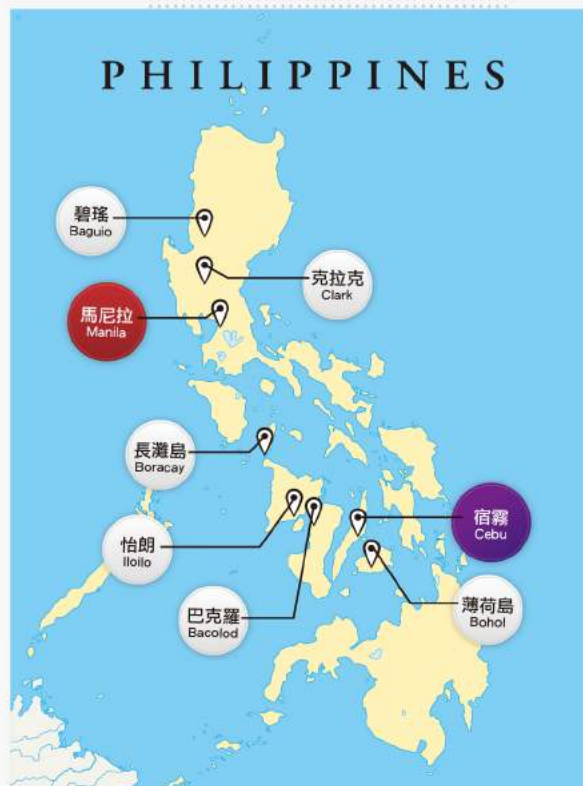 PHILIPPINES
碧瑤
Baguio
克拉克
Clark
馬尼拉
Manila
長灘島
Boracay
宿霧
Cebu
怡朗
Iloilo
薄荷島
Bohol
巴克羅
Bacolod